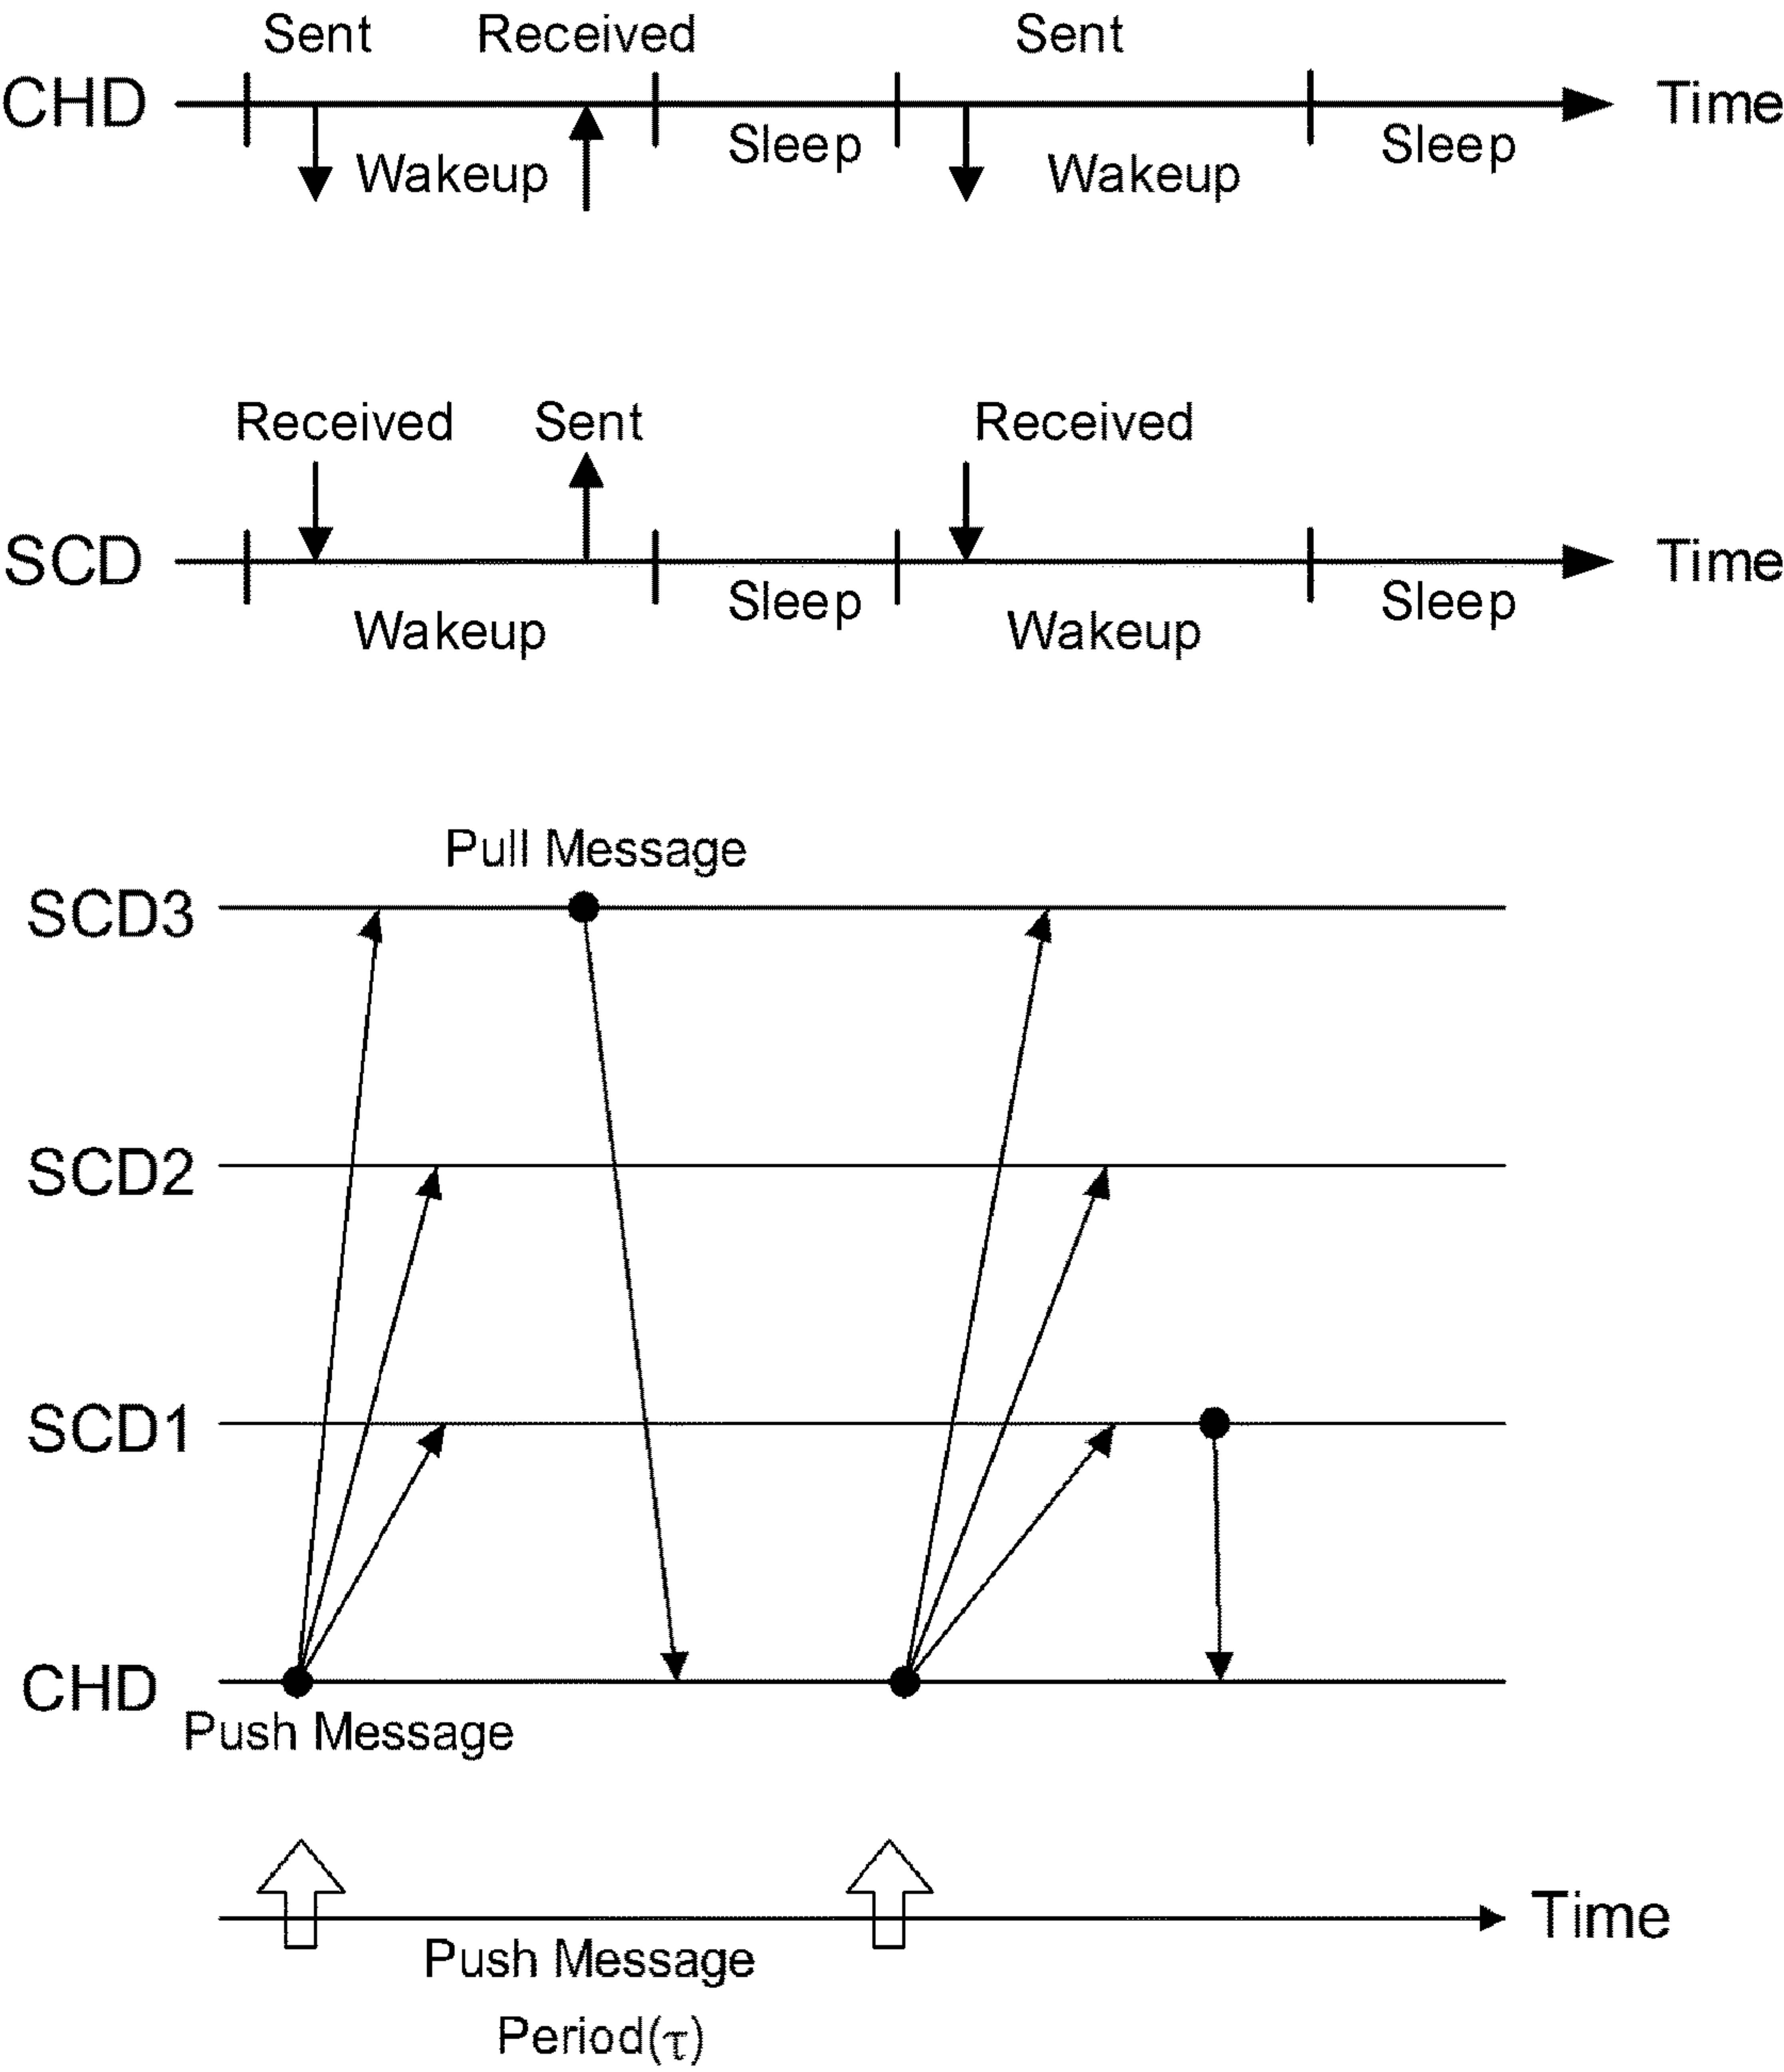 Sent Received Sent
CHD Time
Wakeup Sleep Wakeup Sleep
Received Sent Received
SCD Time
Wakeup Sleep Wakeup Sleep
Pull Message
SCD3
SCD2
SCD1
CHD
Push Message
Time
Push Message
Period(τ)